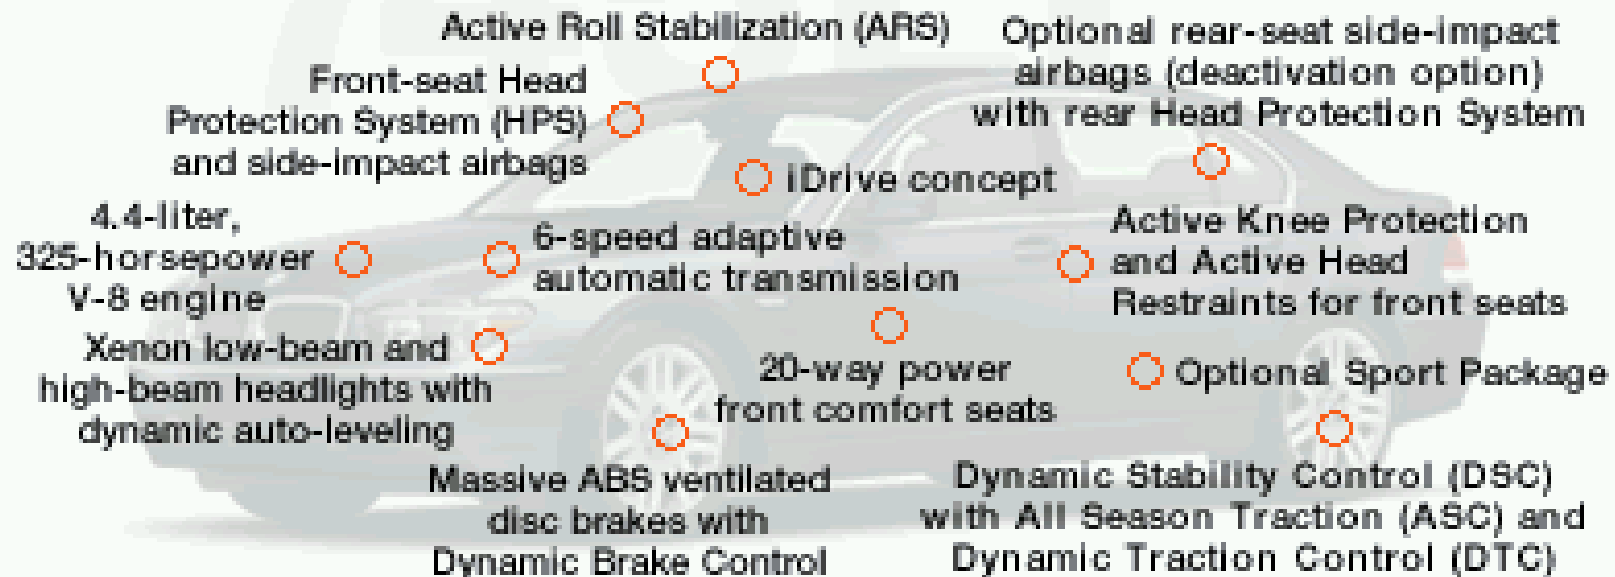 Active Roll Stabilization (ARS)
Optional rear-seat side-impact
airbags (deactivation option)
with rear Head Protection System
Front-seat Head
Protection System (HPS)
and side-impact airbags
iDrive concept
4.4-liter,
325-horsepower
V-8 engine
6-speed adaptive
automatic transmission
Active Knee Protection
and Active Head
Restraints for front seats
Xenon low-beam and
high-beam headlights with
dynamic auto-leveling
20-way power
front comfort seats
Optional Sport Package
Massive ABS ventilated
disc brakes with
Dynamic Brake Control
Dynamic Stability Control (DSC)
with All Season Traction (ASC) and
Dynamic Traction Control (DTC)